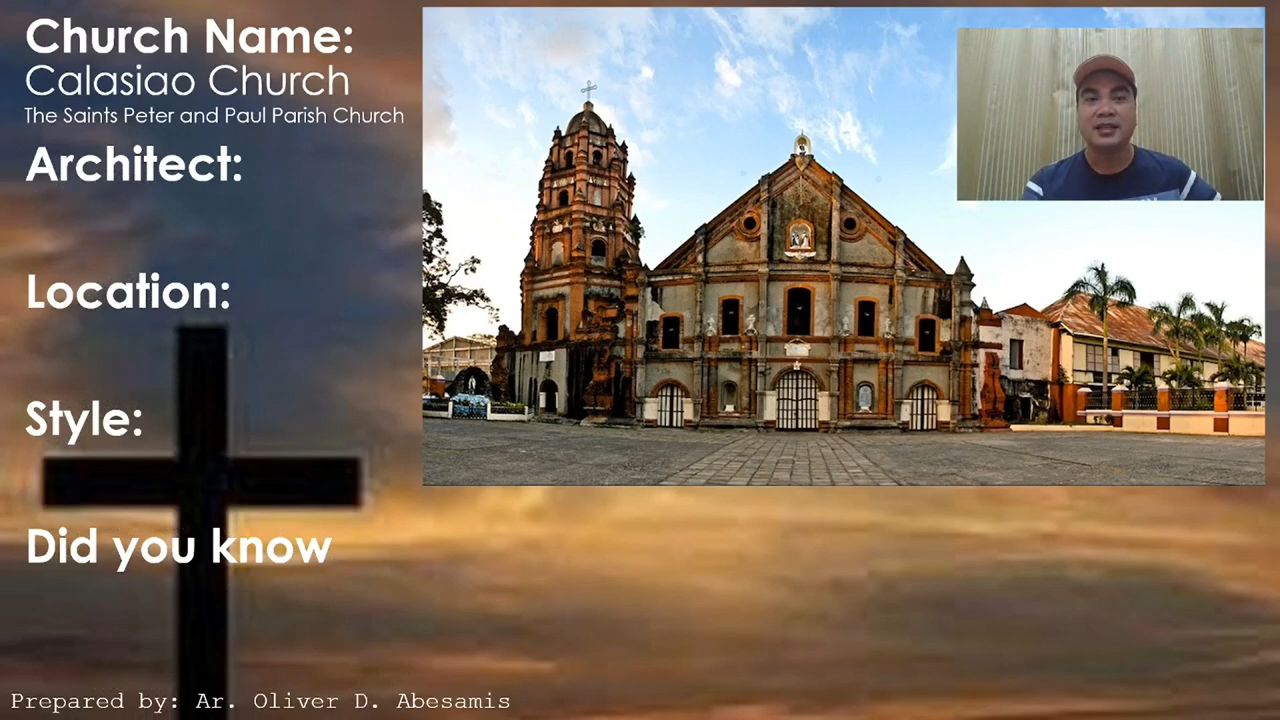 Church Name:
Calasiao Church
The Saints Peter and Paul Parish Church
Architect:
Location:
Style:
Did you know
Prepared by: Ar. Oliver D. Abesamis